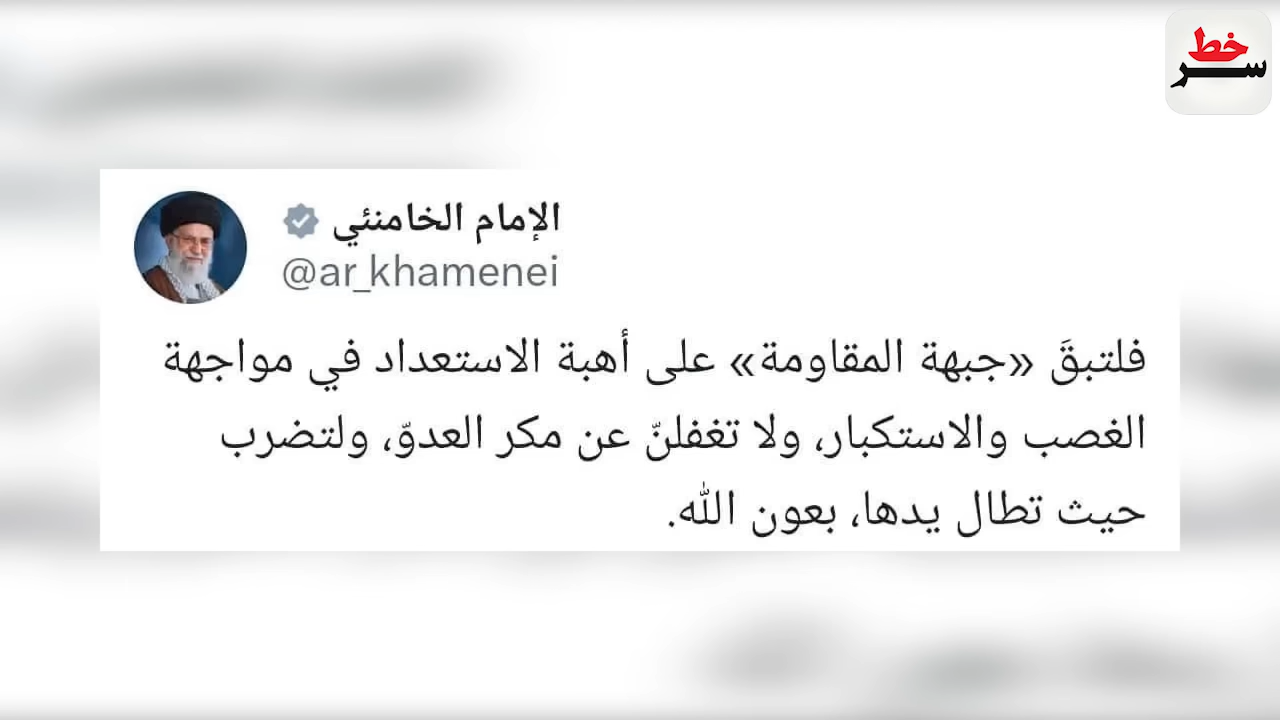 خط
سر
الإمام الخامنئي
@ar_khamenei
فلتبقَ «جبهة المقاومة» على أهبة الاستعداد في مواجهة
الغصب والاستكبار، ولا تغفلنّ عن مكر العدوّ، ولتضرب
حيث تطال يدها، بعون الله.